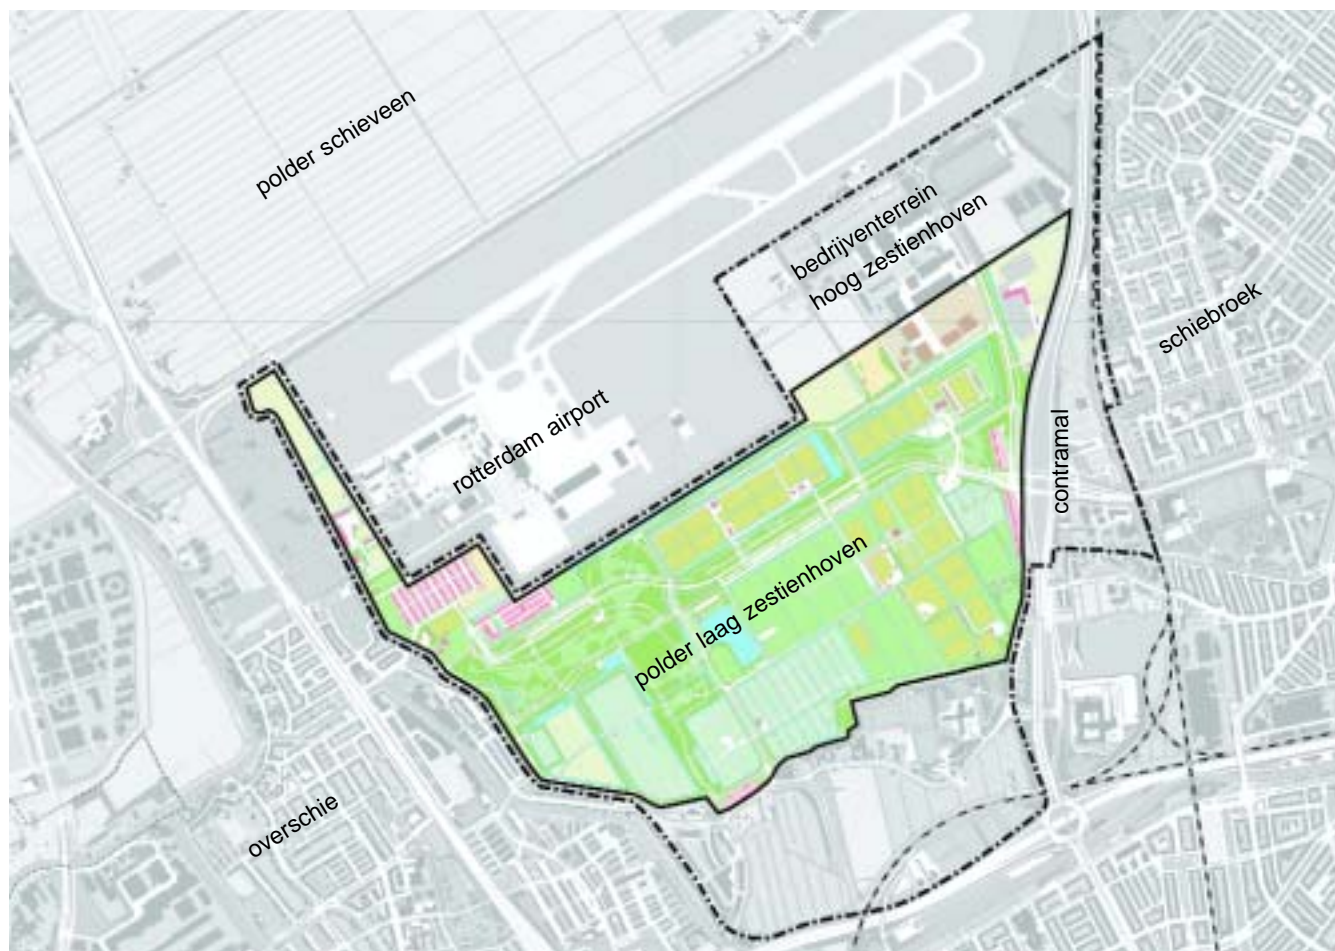 polder schieveen
bedrijventerrein
hoog zestienhoven
schiebroek
rotterdam airport
contramal
polder laag zestienhoven
overschie